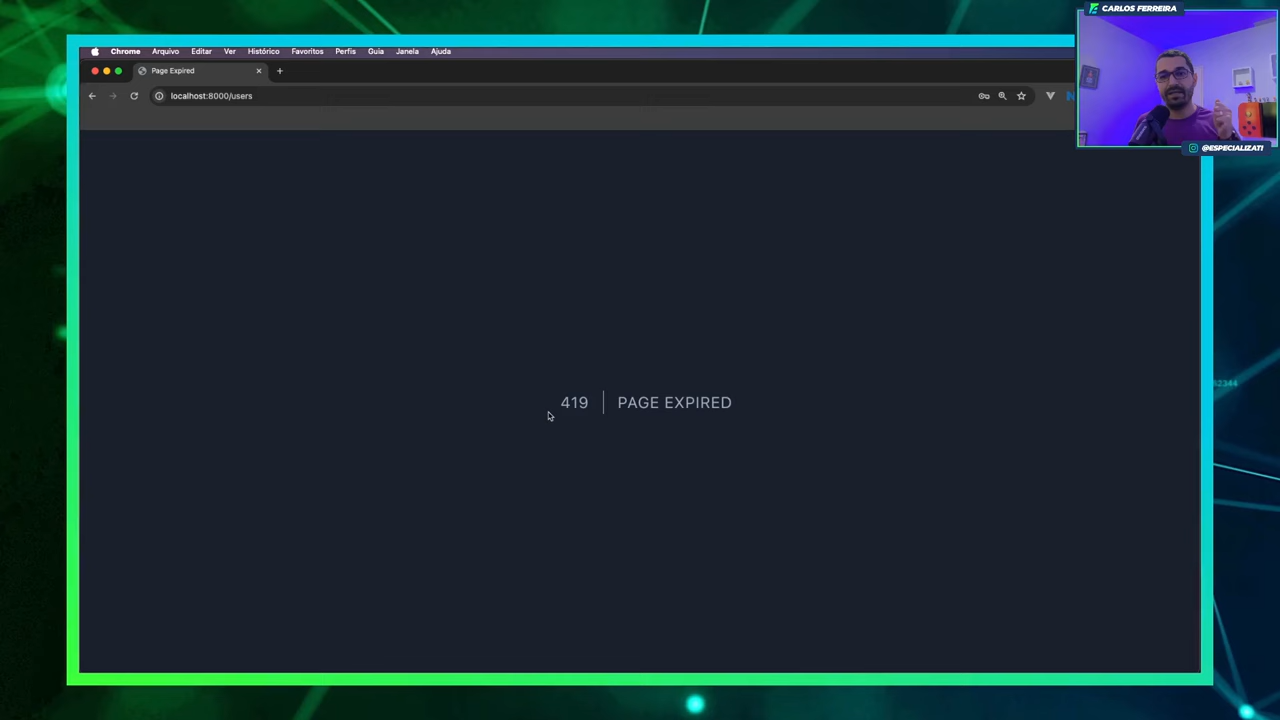 CARLOS FERREIRA
Chrome Arquivo Editar Ver Histórico Favoritos Perfis Guia Janela Ajuda
Page Expired
localhost:8000/users
@ESPECIALIZATI
82344
419 PAGE EXPIRED